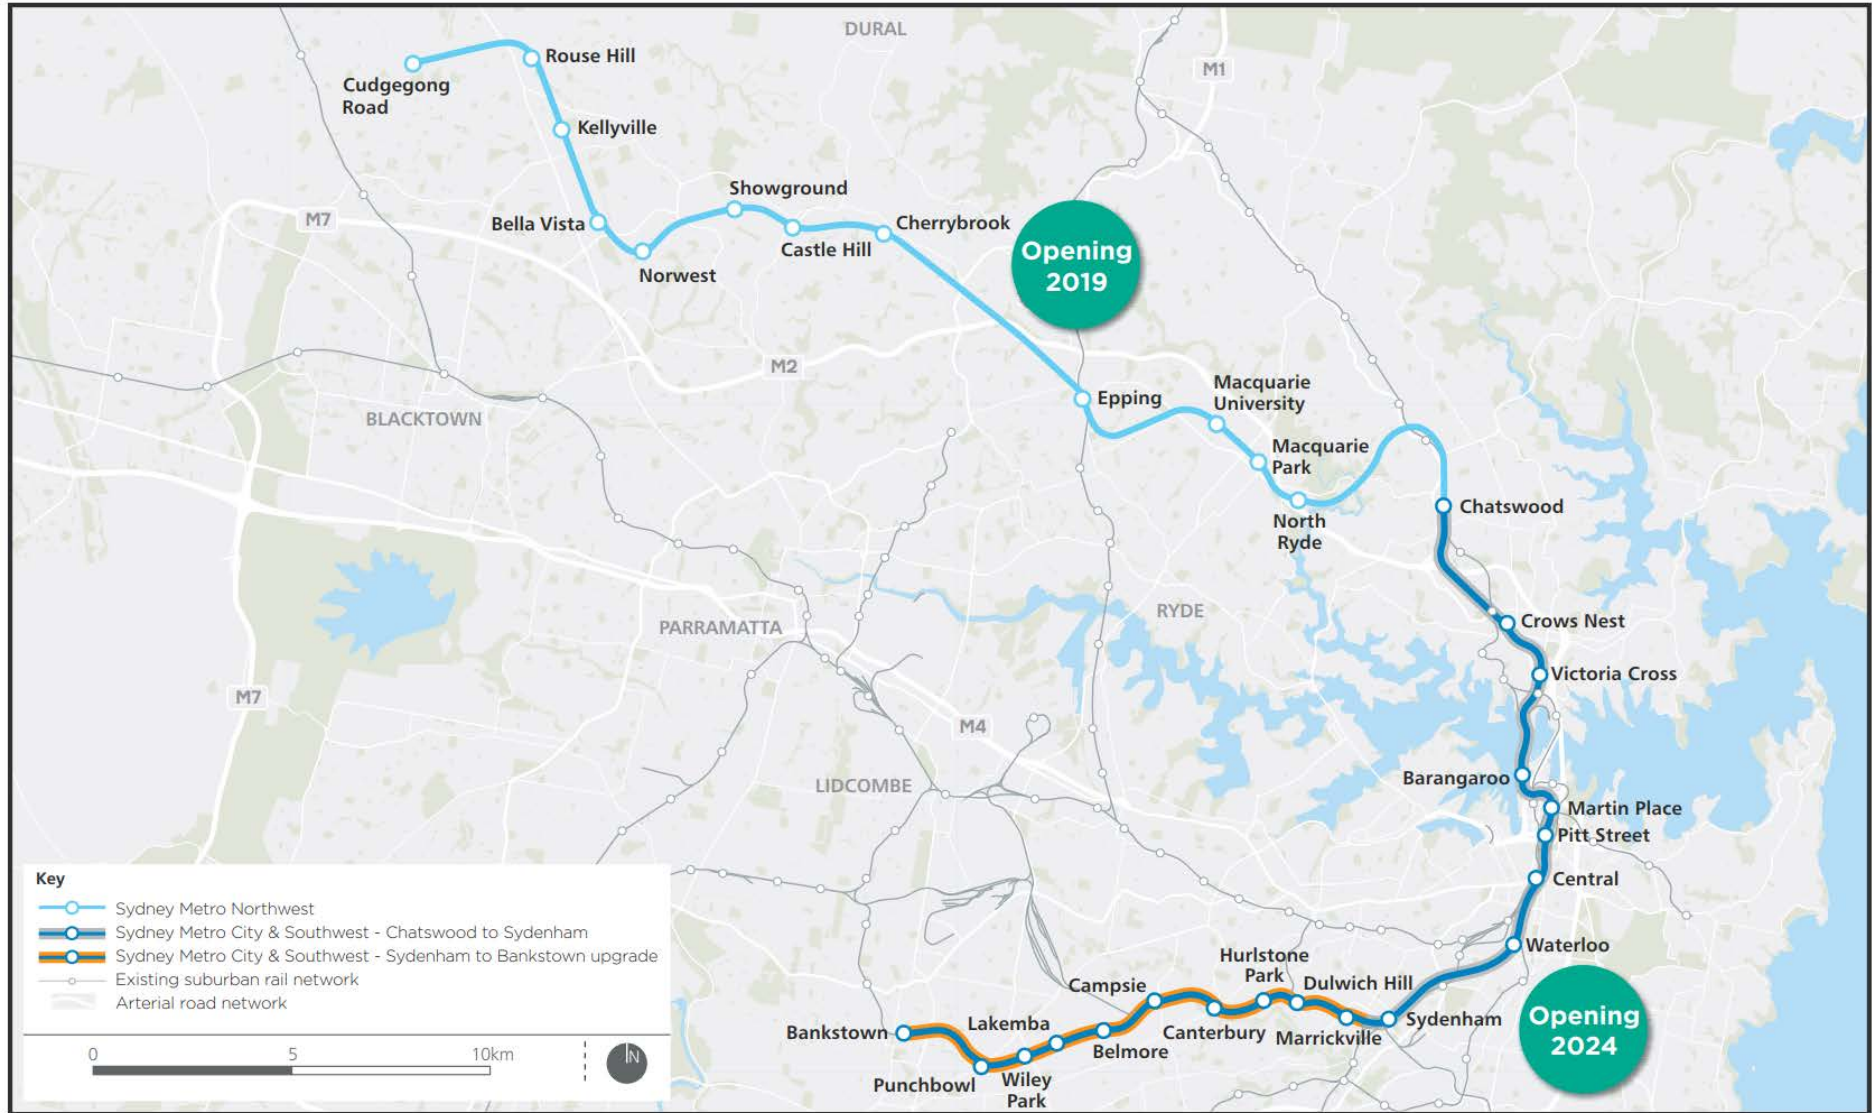 DURAL
M1
Rouse Hill
Cudgegong
Road
Kellyville
Showground
M7
Bella Vista
Cherrybrook
Castle Hill
Norwest
Opening
2019
M2
Macquarie
University
Epping
BLACKTOWN
Macquarie
Park
Chatswood
North
Ryde
RYDE
Crows Nest
PARRAMATTA
Victoria Cross
M7
M4
Barangaroo
LIDCOMBE
Martin Place
Pitt Street
Central
Waterloo
Hurlstone
Park
Campsie
Dulwich Hill
Sydenham
Opening
2024
Lakemba
Bankstown
Canterbury
Marrickville
Belmore
Punchbowl
Wiley
Park
Key
Sydney Metro Northwest
Sydney Metro City & Southwest - Chatswood to Sydenham
Sydney Metro City & Southwest - Sydenham to Bankstown upgrade
Existing suburban rail network
Arterial road network
0 5 10km
N